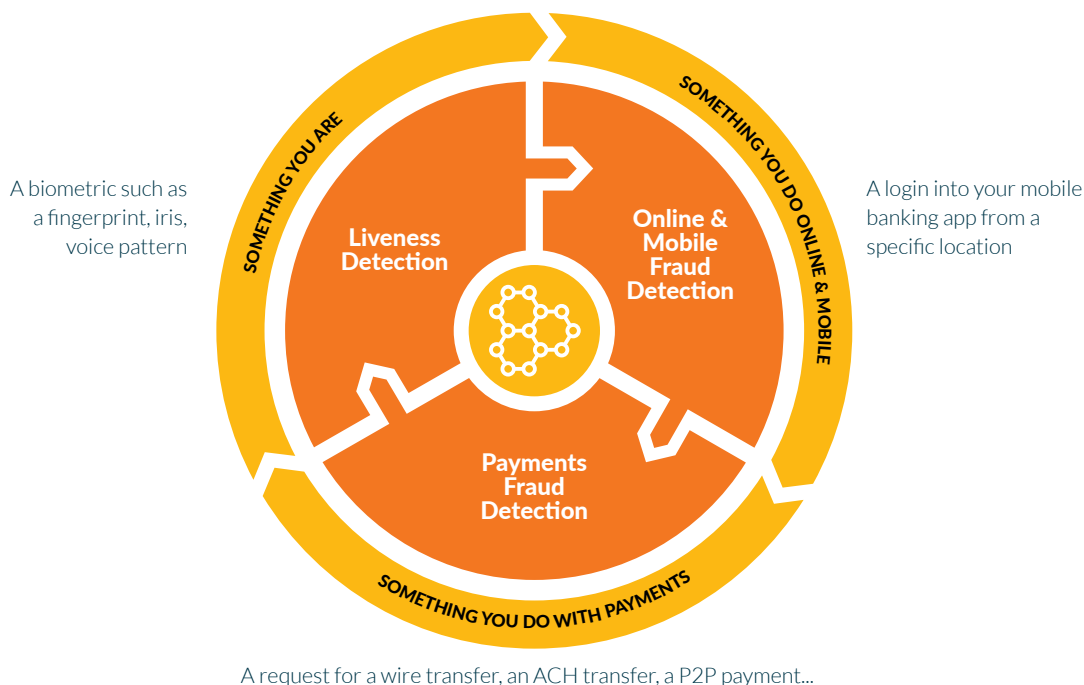 SOMETHING YOU ARE
SOMETHING YOU DO ONLINE & MOBILE
A biometric such as
a fingerprint, iris,
voice pattern
Liveness
Detection
Online &
Mobile
Fraud
Detection
A login into your mobile
banking app from a
specific location
Payments
Fraud
Detection
SOMETHING YOU DO WITH PAYMENTS
A request for a wire transfer, an ACH transfer, a P2P payment...